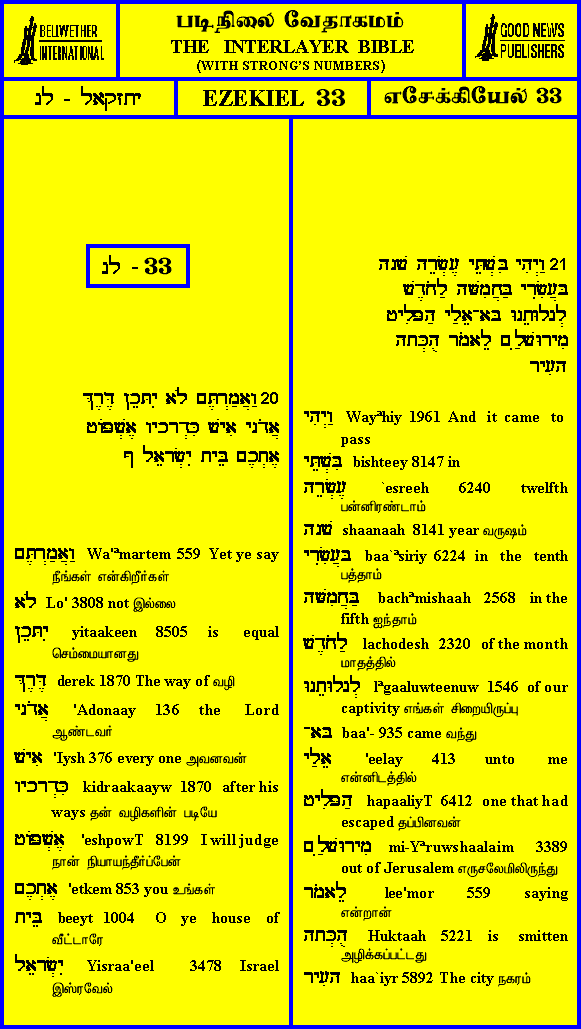 BELLWETHER
INTERNATIONAL
படிநிலை வேதாகமம்
THE INTERLAYER BIBLE
(WITH STRONG'S NUMBERS)
GOOD NEWS
PUBLISHERS
יחזקאל - לג
EZEKIEL 33
எசேக்கியேல் 33
לג - 33
20 וַאֲמַרְתֶּם לֹא יִתָּכֵן דֶּרֶךְ
אֲדֹנָי אִישׁ כִּדְרָכָיו אֶשְׁפּוֹט
אֶתְכֶם בֵּית יִשְׂרָאֵל ף
וַאֲמַרְתֶּם Wa'ᵃmartem 559 Yet ye say
நீங்கள் என்கிறீர்கள்
לֹא Lo' 3808 not இல்லை
יִתָּכֵן yitaakeen 8505 is equal
செம்மையானது
דֶּרֶךְ derek 1870 The way of வழி
אֲדֹנָי 'Adonaay 136 the Lord
ஆண்டவர்
אִישׁ 'Iysh 376 every one அவனவன்
כִּדְרָכָיו kidraakaayw 1870 after his
ways தன் வழிகளின் படியே
אֶשְׁפּוֹט 'eshpowT 8199 I will judge
நான் நியாயந்தீர்ப்பேன்
אֶתְכֶם 'etkem 853 you உங்கள்
בֵּית beeyt 1004 O ye house of
வீட்டாரே
יִשְׂרָאֵל Yisraa'eel 3478 Israel
இஸ்ரவேல்
21 וַיְהִי בִּשְׁתֵּי עֶשְׂרֵה שָׁנָה
בָּעֲשִׂרִי בַּחֲמִשָּׁה לַחֹדֶשׁ
לְגָלוּתֵנוּ בָּא־אֵלַי הַפָּלִיט
מִירוּשָׁלַ͏ִם לֵאמֹר הֻכְּתָה
הָעִיר
וַיְהִי Wayᵃhiy 1961 And it came to
pass
בִּשְׁתֵּי bishteey 8147 in
עֶשְׂרֵה `esreeh 6240 twelfth
பன்னிரண்டாம்
שָׁנָה shaanaah 8141 year வருஷம்
בָּעֲשִׂרִי baa`ᵃsiriy 6224 in the tenth
பத்தாம்
בַּחֲמִשָּׁה bachᵃmishaah 2568 in the
fifth ஐந்தாம்
לַחֹדֶשׁ lachodesh 2320 of the month
மாதத்தில்
לְגָלוּתֵנוּ lᵃgaaluwteenuw 1546 of our
captivity எங்கள் சிறையிருப்பு
בָּא־ baa'- 935 came வந்து
אֵלַי 'eelay 413 unto me
என்னிடத்தில்
הַפָּלִיט hapaaliyT 6412 one that had
escaped தப்பினவன்
מִירוּשָׁלַ͏ִם mi-Yᵃruwshaalaim 3389
out of Jerusalem எருசலேமிலிருந்து
לֵאמֹר lee'mor 559 saying
என்றான்
הֻכְּתָה Huktaah 5221 is smitten
அழிக்கப்பட்டது
הָעִיר haa`iyr 5892 The city நகரம்